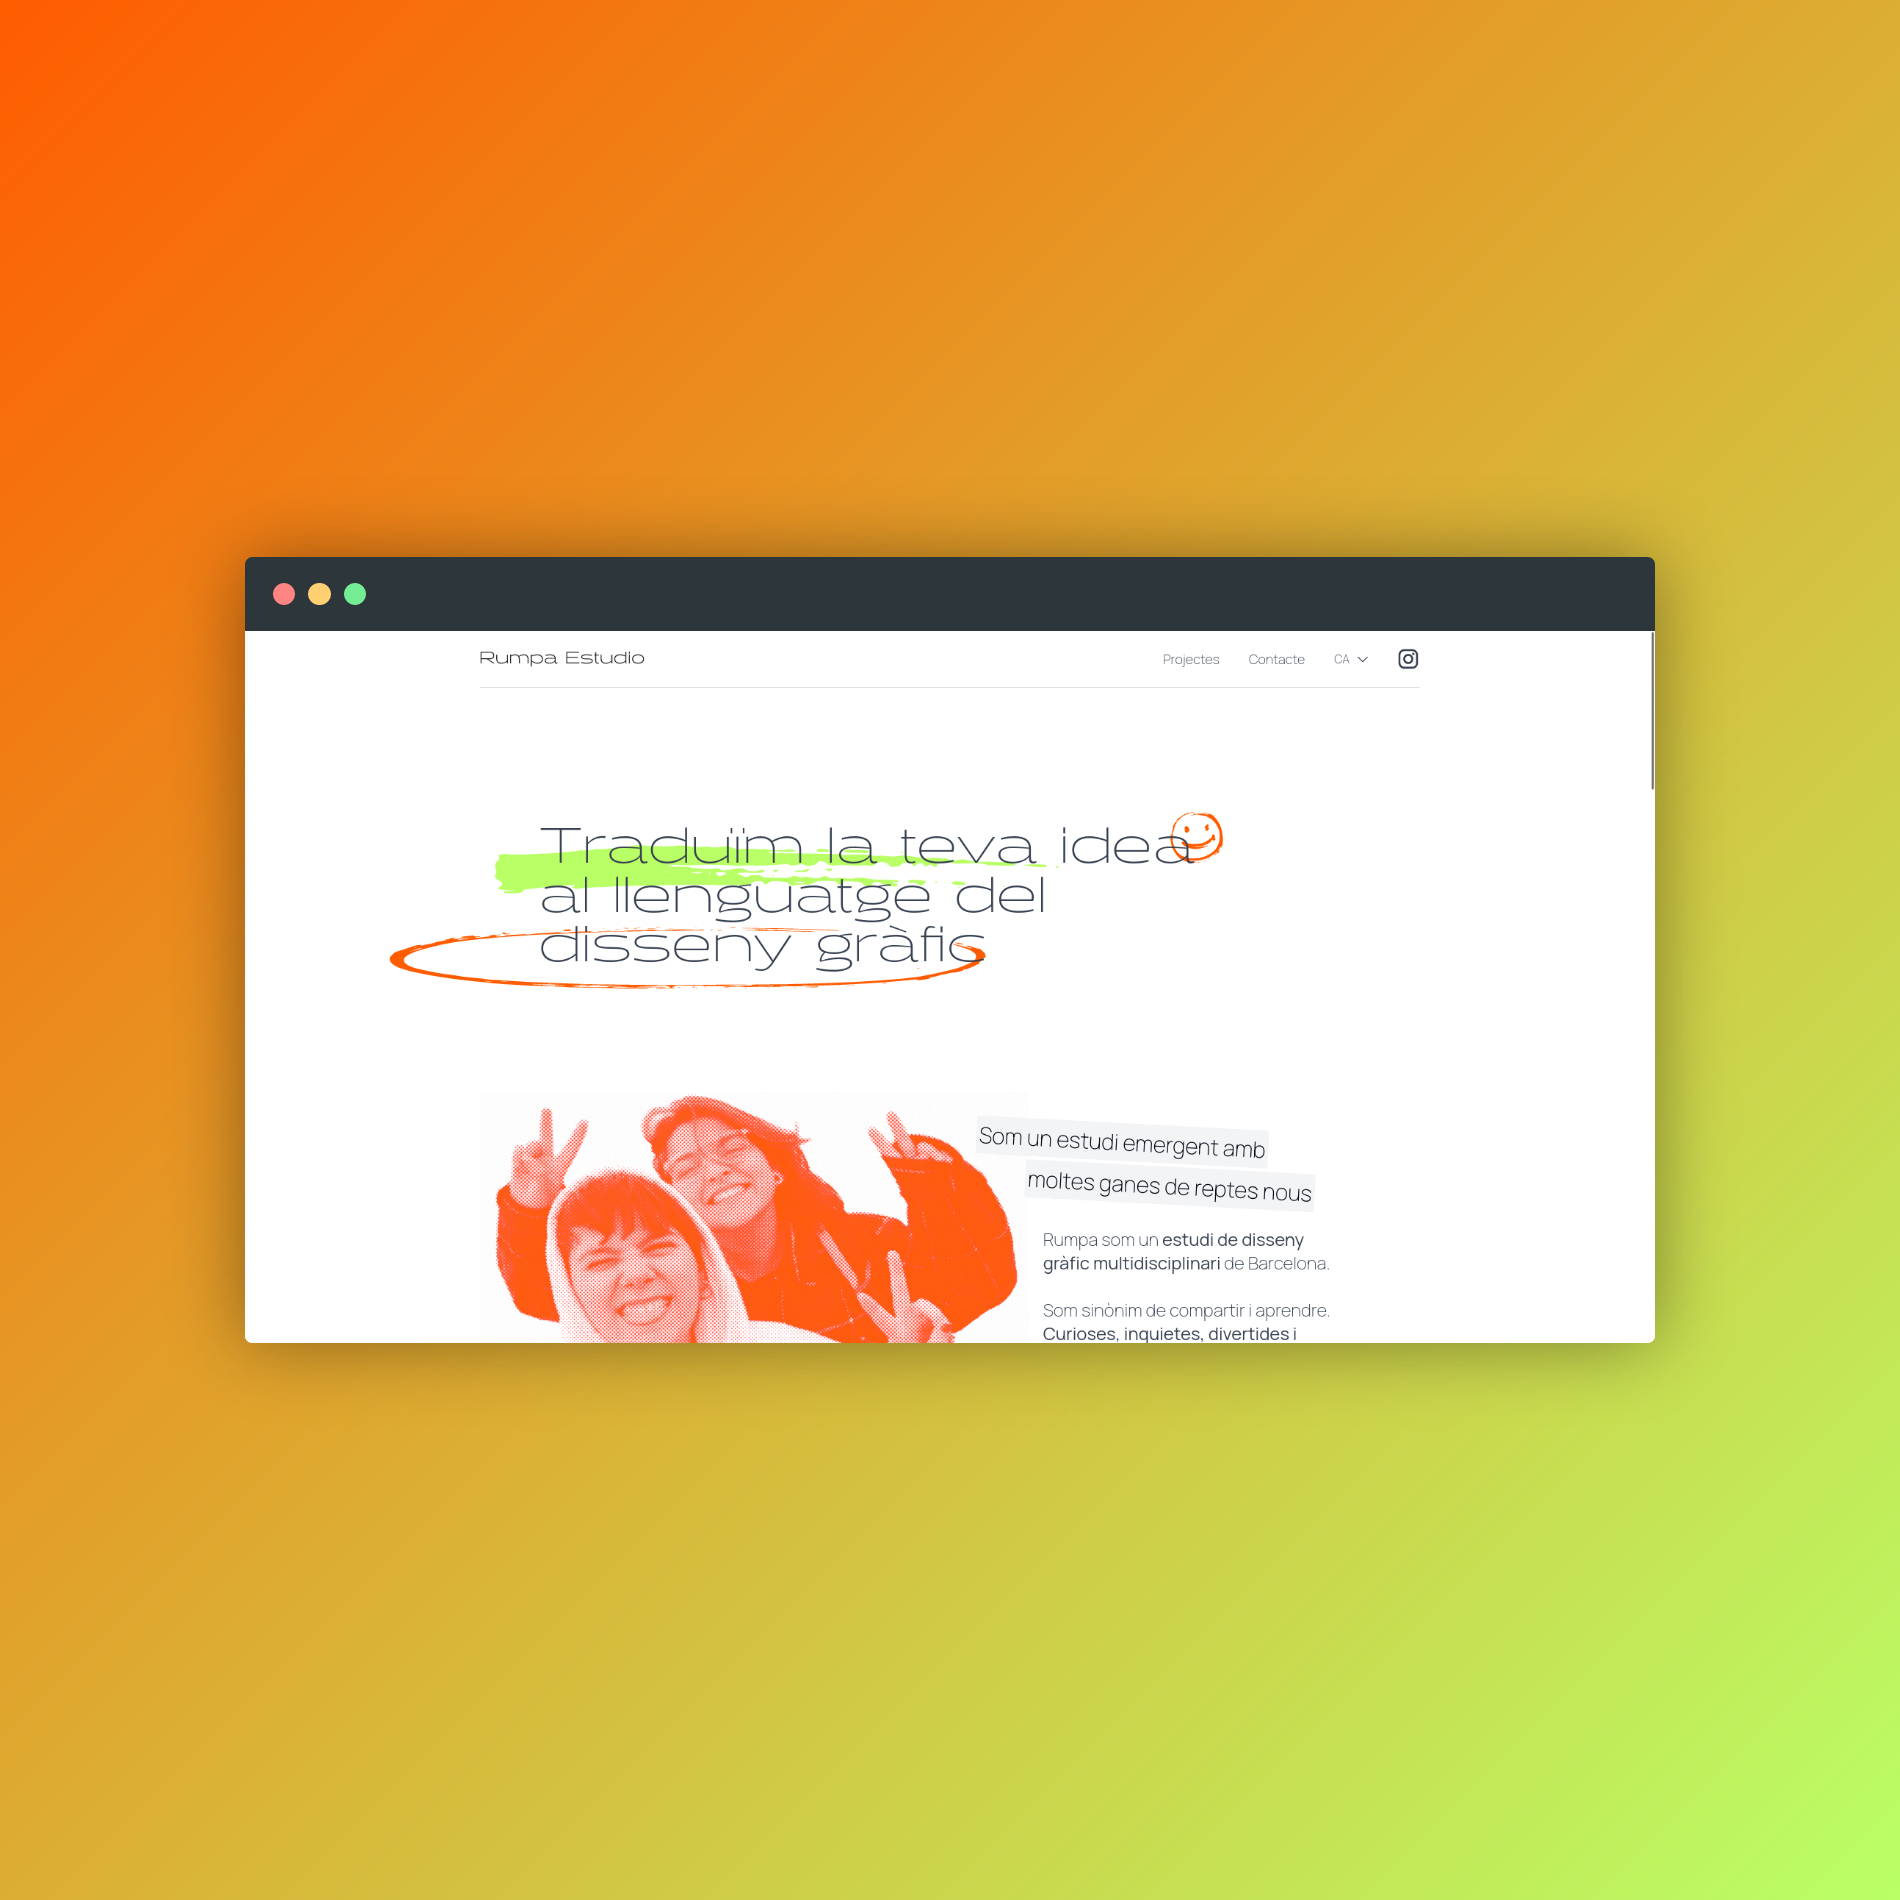 Rumpa Estudio
Projectes
Contacte
CA
Traduïm la teva idea
al llenguatge del
disseny gràfic
Som un estudi emergent amb
moltes ganes de reptes nous
Rumpa som un estudi de disseny
gràfic multidisciplinari de Barcelona.
Som sinònim de compartir i aprendre.
Curioses, inquietes, divertides i